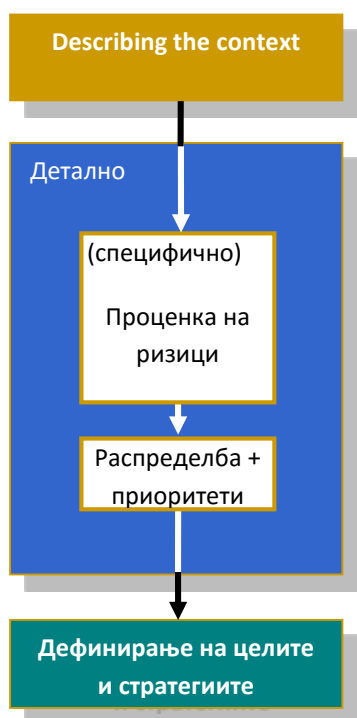 Describing the context
Детално
(специфично)
Проценка на
ризици
Распределба +
приоритети
Дефинирање на целите
и стратегиите